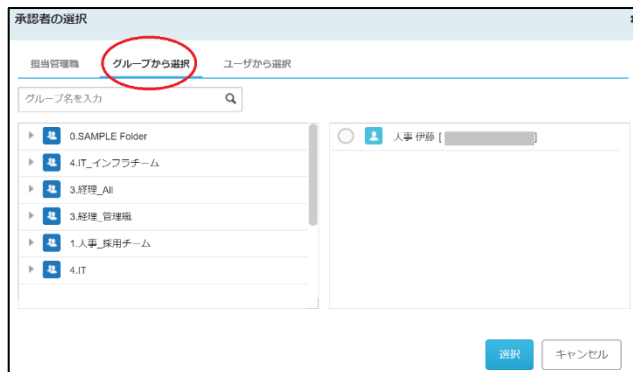 承認者の選択
担当管理職 グループから選択 ユーザから選択
グループ名を入力
0.SAMPLE Folder
4.IT_インフラチーム
3.経理_All
3.経理_管理職
1.人事_採用チーム
4.IT
人事 伊藤 [ ]
選択 キャンセル